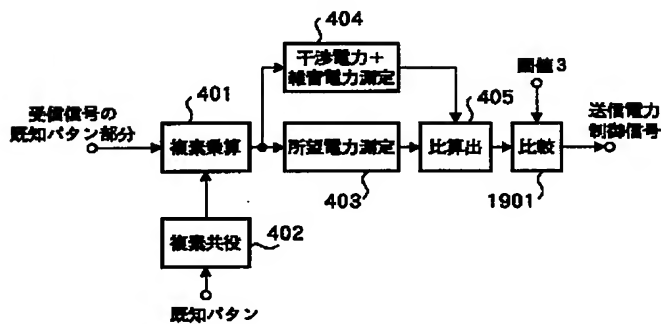 404
干渉電力＋
雑音電力測定
閾値３
受信信号の
既知パタン部分
401
複素乗算
所望電力測定
403
405
比算出
比較
1901
送信電力
制御信号
複素共役
402
既知パタン